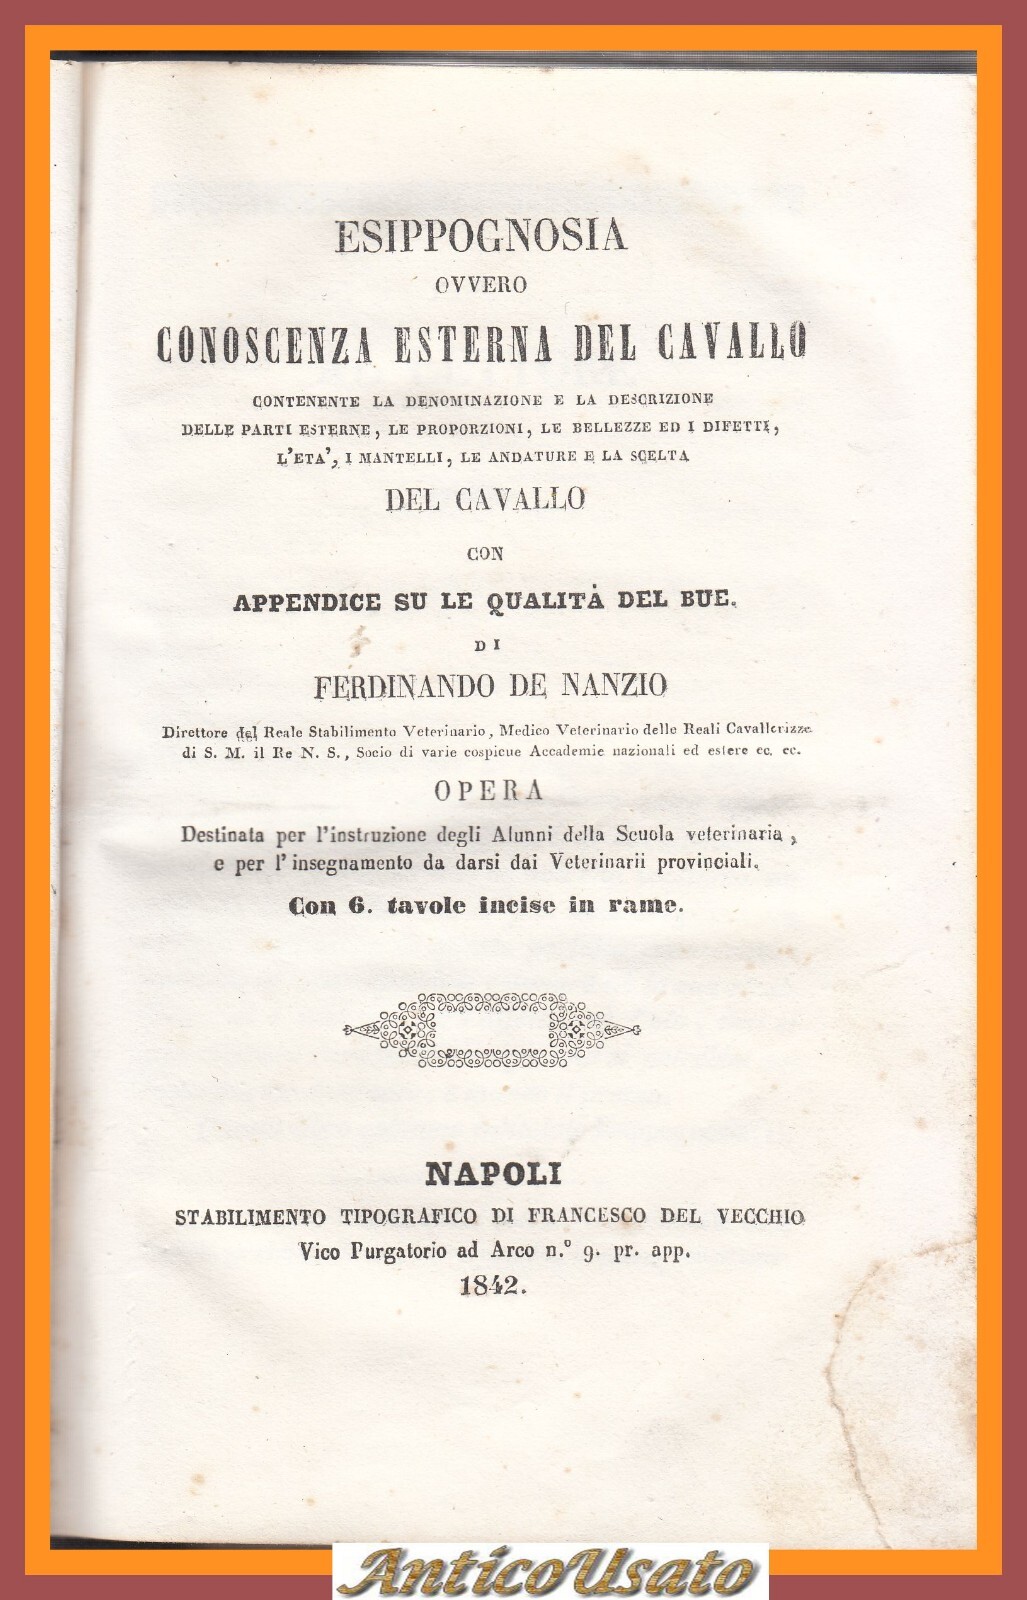 ESIPPOGNOSIA
OVVERO
CONOSCENZA ESTERNA DEL CAVALLO
CONTENENTE LA DENOMINAZIONE E LA DESCRIZIONE
DELLE PARTI ESTERNE, LE PROPORZIONI, LE BELLEZZE ED I DIFETTI,
L'ETA', I MANTELLI, LE ANDATURE E LA SCELTA
DEL CAVALLO
CON
APPENDICE SU LE QUALITÀ DEL BUE.
DI
FERDINANDO DE NANZIO
Direttore del Reale Stabilimento Veterinario, Medico Veterinario delle Reali Cavallerizze
di S. M. il Re N. S., Socio di varie cospicue Accademie nazionali ed estere ec. ec.
OPERA
Destinata per l'instruzione degli Alunni della Scuola veterinaria,
e per l'insegnamento da darsi dai Veterinarii provinciali.
Con 6. tavole incise in rame.
NAPOLI
STABILIMENTO TIPOGRAFICO DI FRANCESCO DEL VECCHIO
Vico Purgatorio ad Arco n.° 9. pr. app.
1842.
AnticoUsato